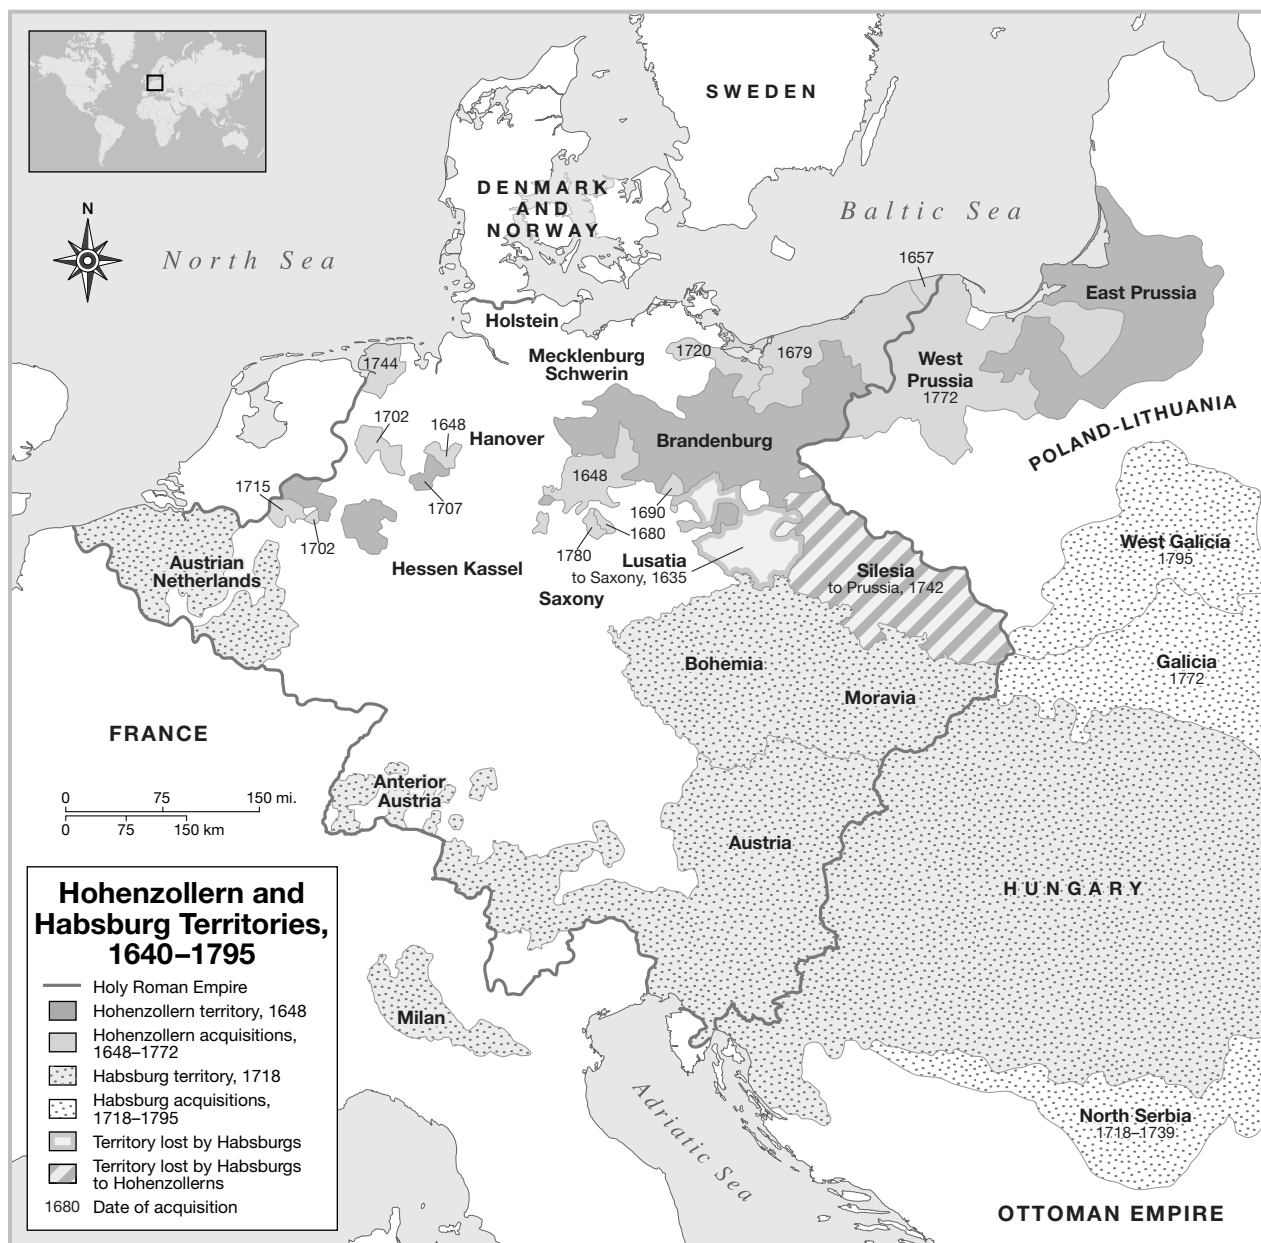 SWEDEN
DENMARK
AND
NORWAY
Baltic Sea
N
North Sea
1657
East Prussia
Holstein
Mecklenburg
Schwerin
1720
1679
1744
West
Prussia
1772
POLAND-LITHUANIA
1702
1648
Hanover
Brandenburg
1648
1715
1707
1690
1702
1680
1780
West Galicia
1795
Austrian
Netherlands
Hessen Kassel
Lusatia
to Saxony, 1635
Silesia
to Prussia, 1742
Saxony
Bohemia
Galicia
1772
Moravia
FRANCE
Anterior
Austria
0 75 150 mi.
0 75 150 km
Austria
HUNGARY
Hohenzollern and
Habsburg Territories,
1640–1795
Holy Roman Empire
Hohenzollern territory, 1648
Hohenzollern acquisitions,
1648–1772
Habsburg territory, 1718
Habsburg acquisitions,
1718–1795
Territory lost by Habsburgs
Territory lost by Habsburgs
to Hohenzollerns
1680 Date of acquisition
Milan
Adriatic Sea
North Serbia
1718–1739
OTTOMAN EMPIRE